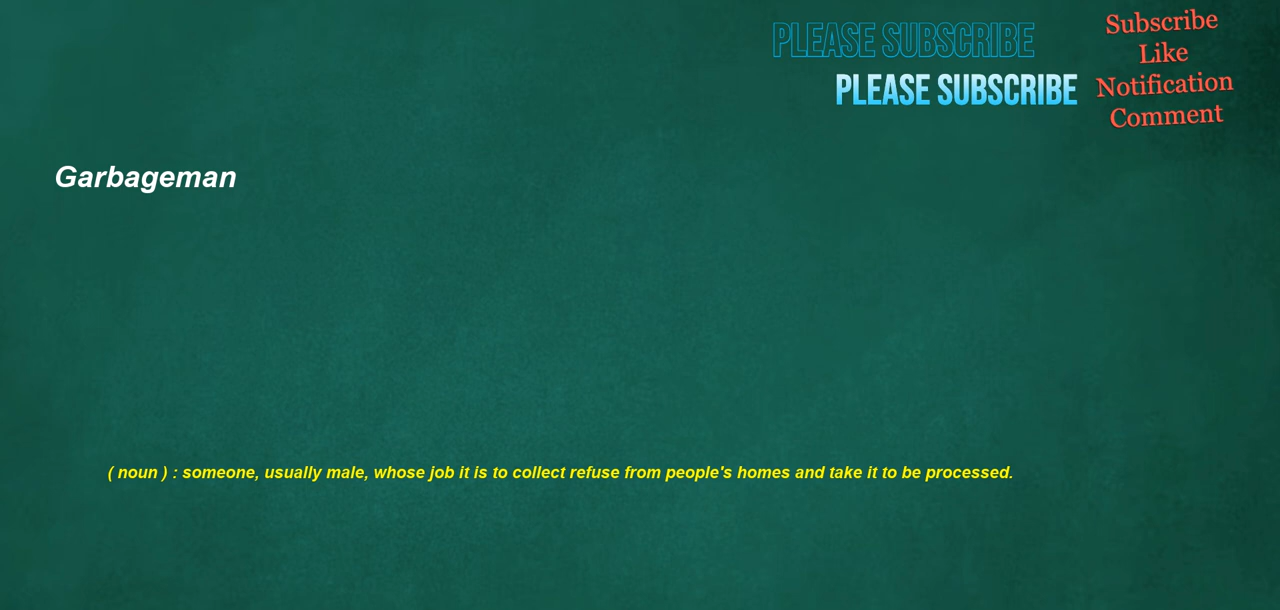 PLEASE SUBSCRIBE
PLEASE SUBSCRIBE
Subscribe
Like
Notification
Comment
Garbageman
( noun ) : someone, usually male, whose job it is to collect refuse from people's homes and take it to be processed.